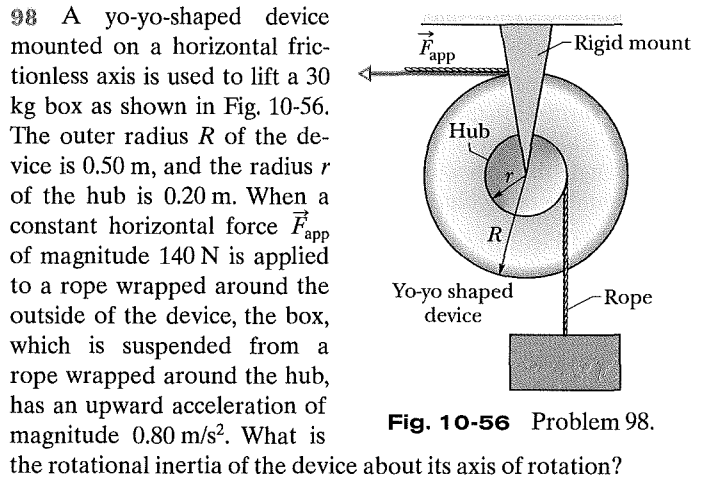 98 A yo-yo-shaped device
mounted on a horizontal fric-
tionless axis is used to lift a 30
kg box as shown in Fig. 10-56.
The outer radius R of the de-
vice is 0.50 m, and the radius r
of the hub is 0.20 m. When a
constant horizontal force F⃗app
of magnitude 140 N is applied
to a rope wrapped around the
outside of the device, the box,
which is suspended from a
rope wrapped around the hub,
has an upward acceleration of
magnitude 0.80 m/s². What is
the rotational inertia of the device about its axis of rotation?
F⃗app
Rigid mount
Hub
r
R
Yo-yo shaped
device
Rope
Fig. 10-56 Problem 98.